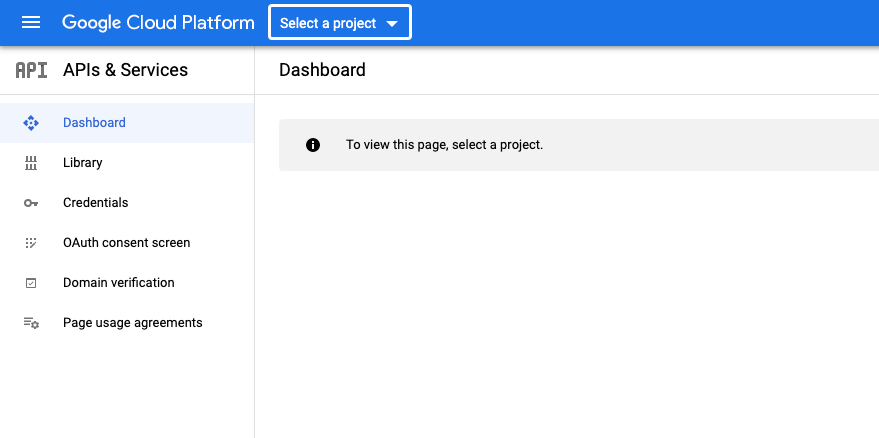 Google Cloud Platform Select a project
API APIs & Services
Dashboard
Library
Credentials
OAuth consent screen
Domain verification
Page usage agreements
Dashboard
To view this page, select a project.